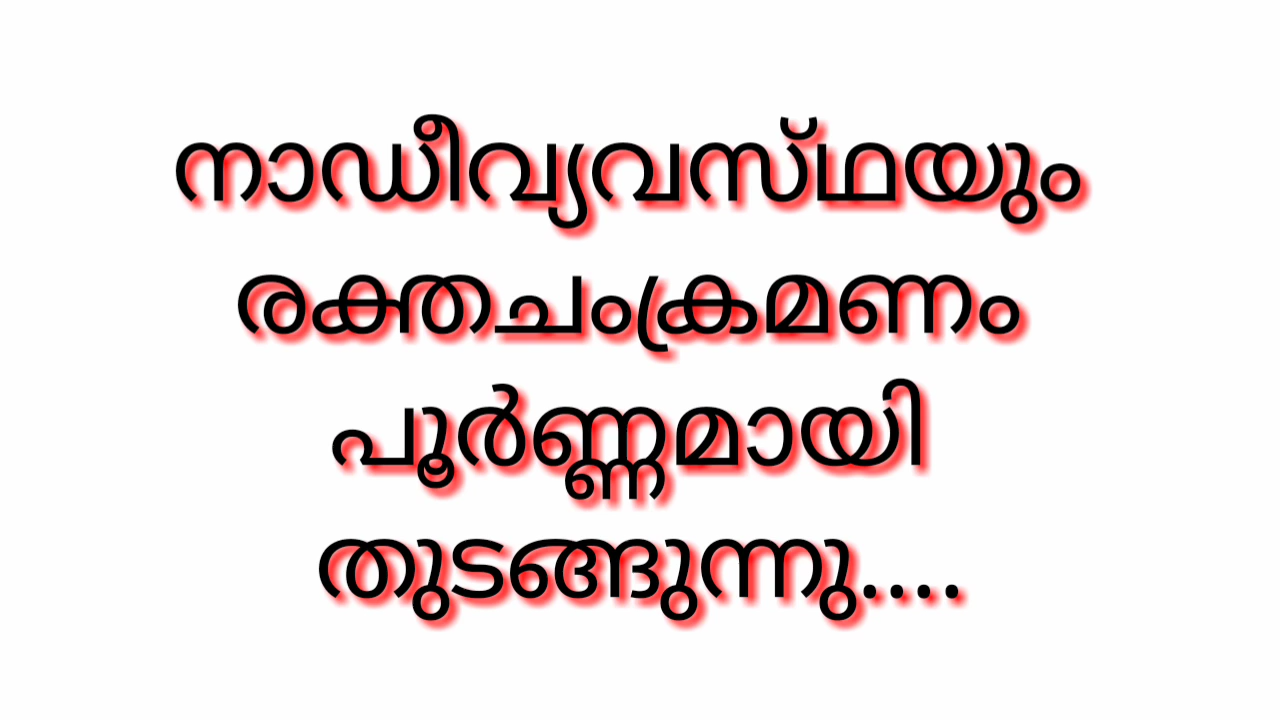 നാഡീവ്യവസ്ഥയും
രക്തചംക്രമണം
പൂർണ്ണമായി
തുടങ്ങുന്നു....